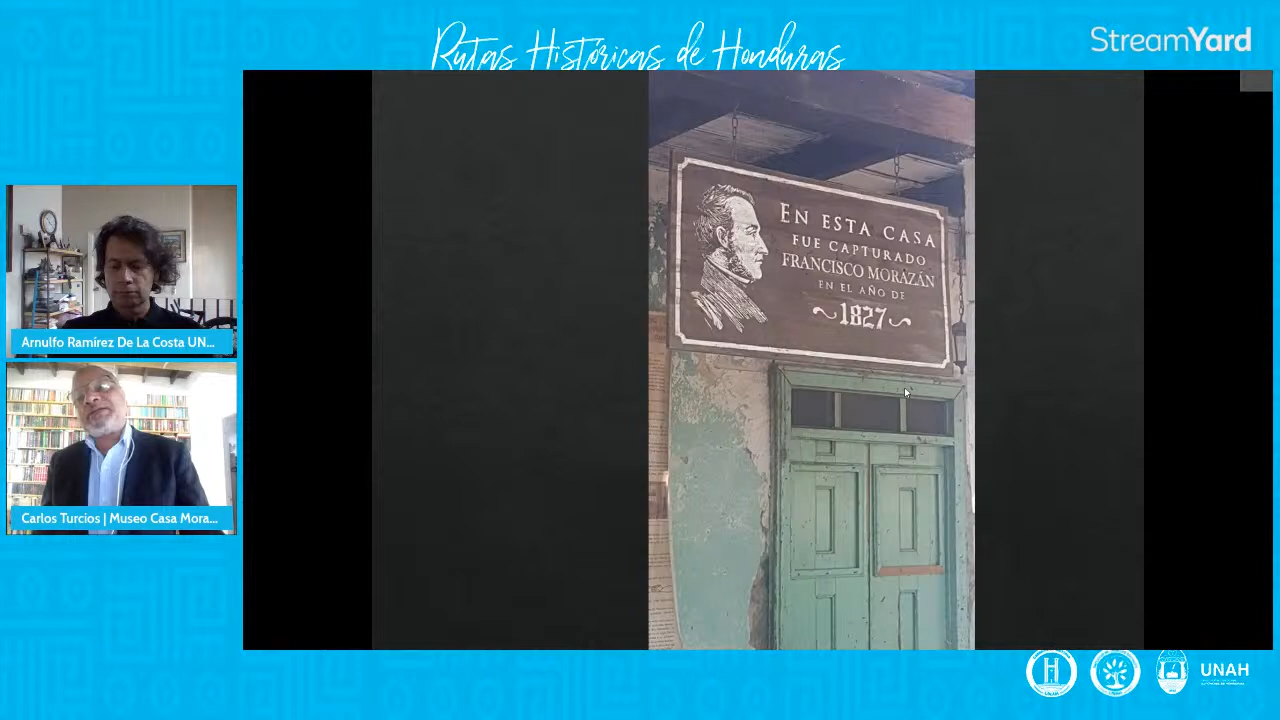 Rutas Históricas de Honduras
StreamYard
EN ESTA CASA
FUE CAPTURADO
FRANCISCO MORAZÁN
EN EL AÑO DE
~1827~
Arnulfo Ramírez De La Costa UN...
Carlos Turcios | Museo Casa Mora...
UNAH